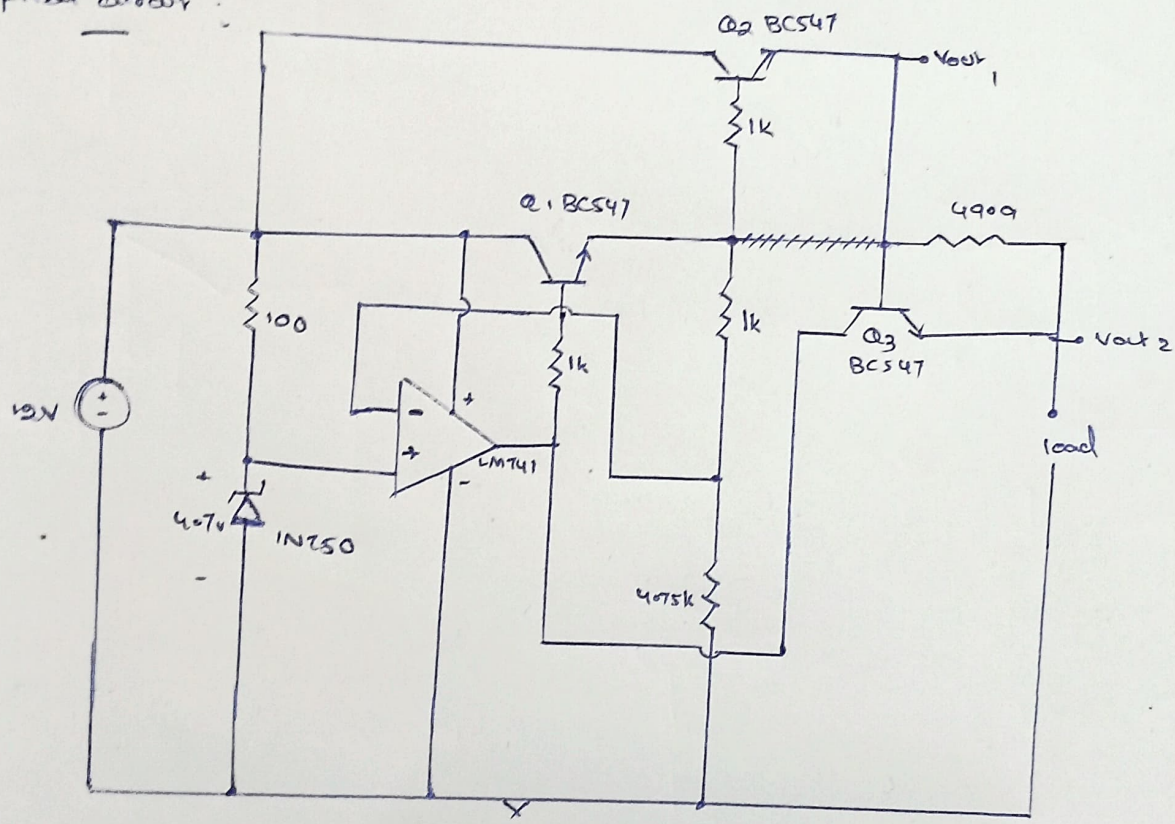 Q2 BC547
Vout 1
1k
Q1 BC547
490Ω
100
1k
1k
Q3
BC547
Vout 2
12V
+
-
-
+
+
-
LM741
load
+
4.7v
-
1N750
4.75k